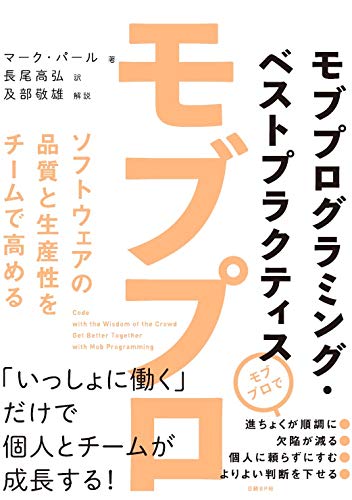 モブプログラミング・
ベストプラクティス
モブプロ
マーク・パール 著
長尾高弘 訳
及部敬雄 解説
ソフトウェアの
品質と生産性を
チームで高める
Code
with the Wisdom of the Crowd
Get Better Together
with Mob Programming
「いっしょに働く」
だけで
個人とチームが
成長する!
モブ
プロで
進ちょくが順調に
欠陥が減る
個人に頼らずにすむ
よりよい判断を下せる
日経BP社